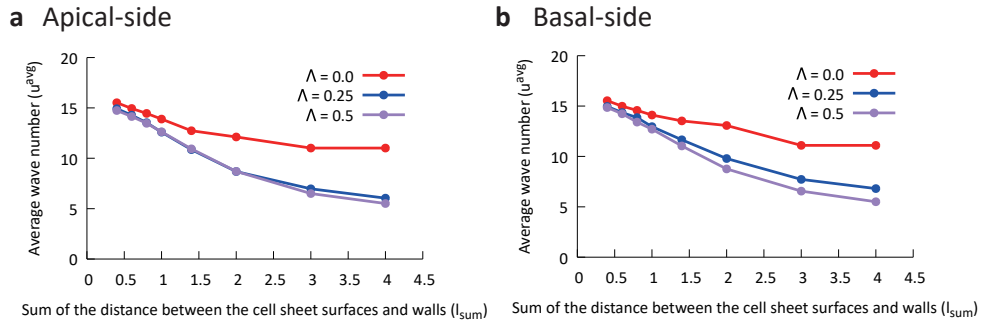 a Apical-side
20
15
10
5
0
Average wave number (u^avg)
Λ = 0.0
Λ = 0.25
Λ = 0.5
0 0.5 1 1.5 2 2.5 3 3.5 4 4.5
Sum of the distance between the cell sheet surfaces and walls (l_sum)
b Basal-side
20
15
10
5
0
Average wave number (u^avg)
Λ = 0.0
Λ = 0.25
Λ = 0.5
0 0.5 1 1.5 2 2.5 3 3.5 4 4.5
Sum of the distance between the cell sheet surfaces and walls (l_sum)